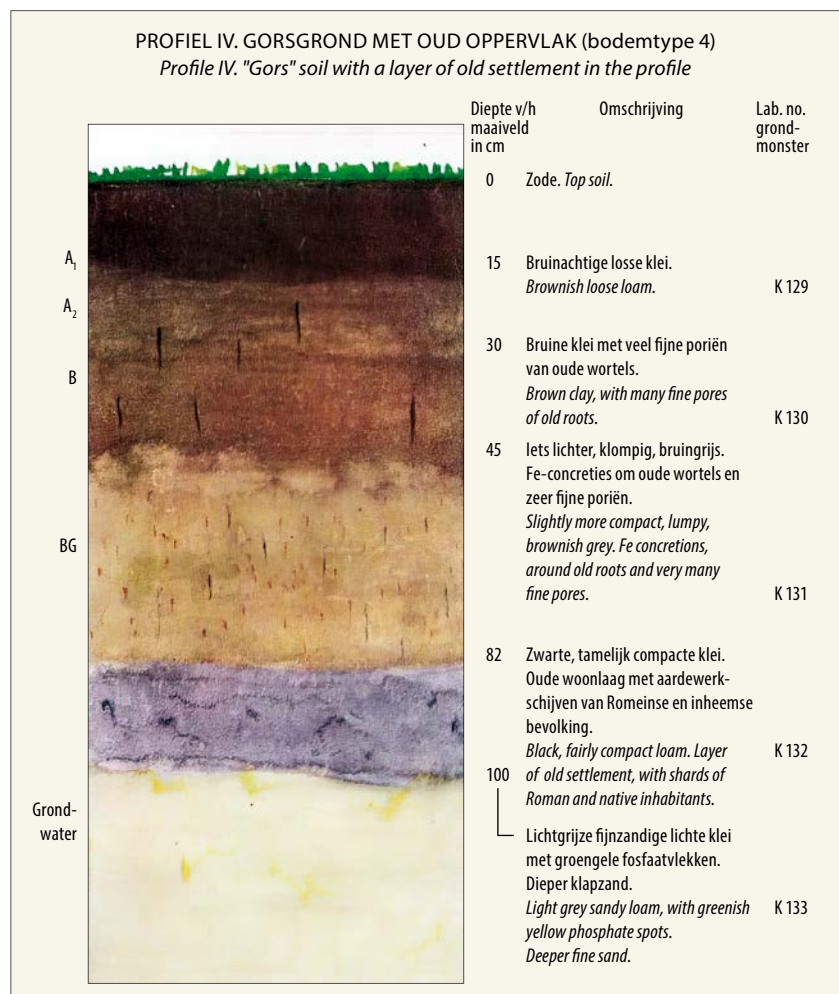 PROFIEL IV. GORSGROND MET OUD OPPERVLAK (bodemtype 4)
Profile IV. "Gors" soil with a layer of old settlement in the profile
Diepte v/h
maaiveld
in cm
Omschrijving
Lab. no.
grond-
monster
0 Zode. Top soil.
A1
15 Bruinachtige losse klei.
Brownish loose loam. K 129
A2
30 Bruine klei met veel fijne poriën
van oude wortels.
B
Brown clay, with many fine pores
of old roots. K 130
45 Iets lichter, klompig, bruingrijs.
Fe-concreties om oude wortels en
zeer fijne poriën.
Slightly more compact, lumpy,
BG
brownish grey. Fe concretions,
around old roots and very many
fine pores. K 131
82 Zwarte, tamelijk compacte klei.
Oude woonlaag met aardewerk-
schijven van Romeinse en inheemse
bevolking.
Black, fairly compact loam. Layer K 132
100 of old settlement, with shards of
Roman and native inhabitants.
Grond-
water
Lichtgrijze fijnzandige lichte klei
met groengele fosfaatvlekken.
Dieper klapzand.
Light grey sandy loam, with greenish K 133
yellow phosphate spots.
Deeper fine sand.